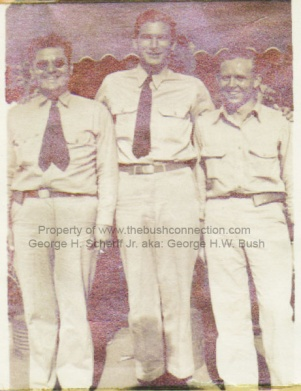 Property of www.thebushconnection.com
George H. Scherff Jr. aka: George H.W. Bush